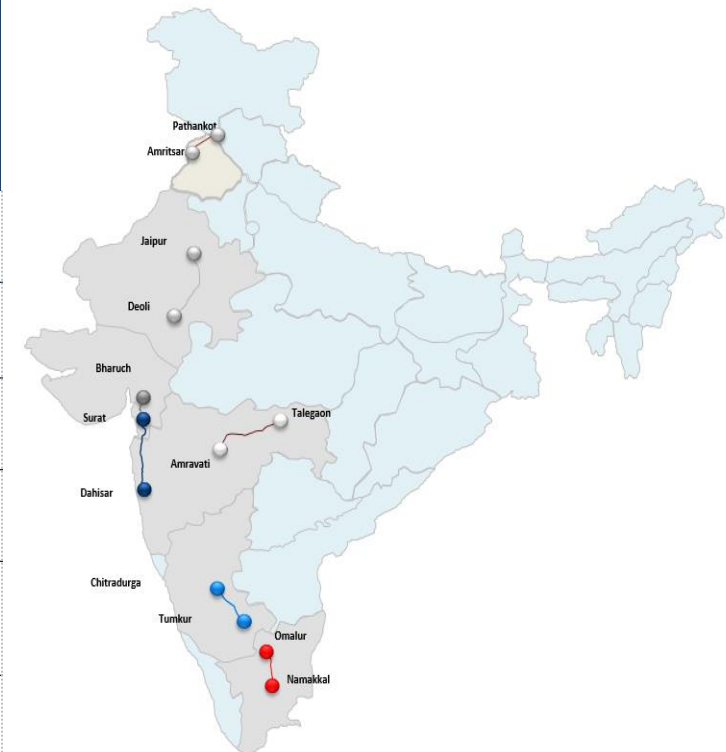 Pathankot
Amritsar
Jaipur
Deoli
Bharuch
Surat
Talegaon
Amravati
Dahisar
Chitradurga
Tumkur
Omalur
Namakkal